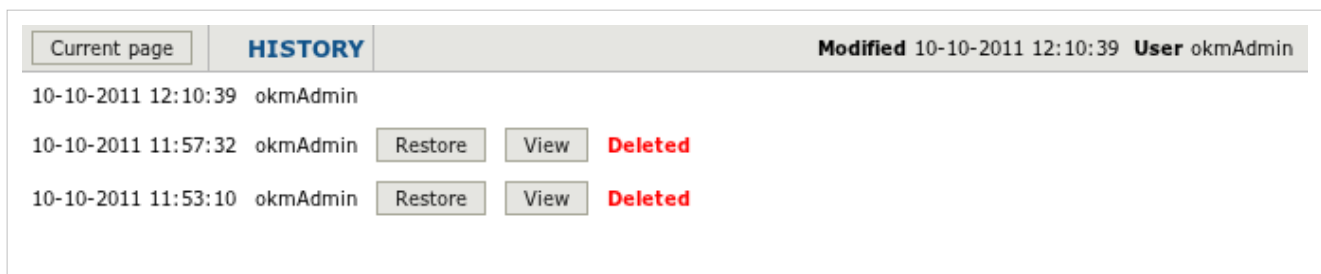 Current page HISTORY Modified 10-10-2011 12:10:39 User okmAdmin
10-10-2011 12:10:39 okmAdmin
10-10-2011 11:57:32 okmAdmin Restore View Deleted
10-10-2011 11:53:10 okmAdmin Restore View Deleted